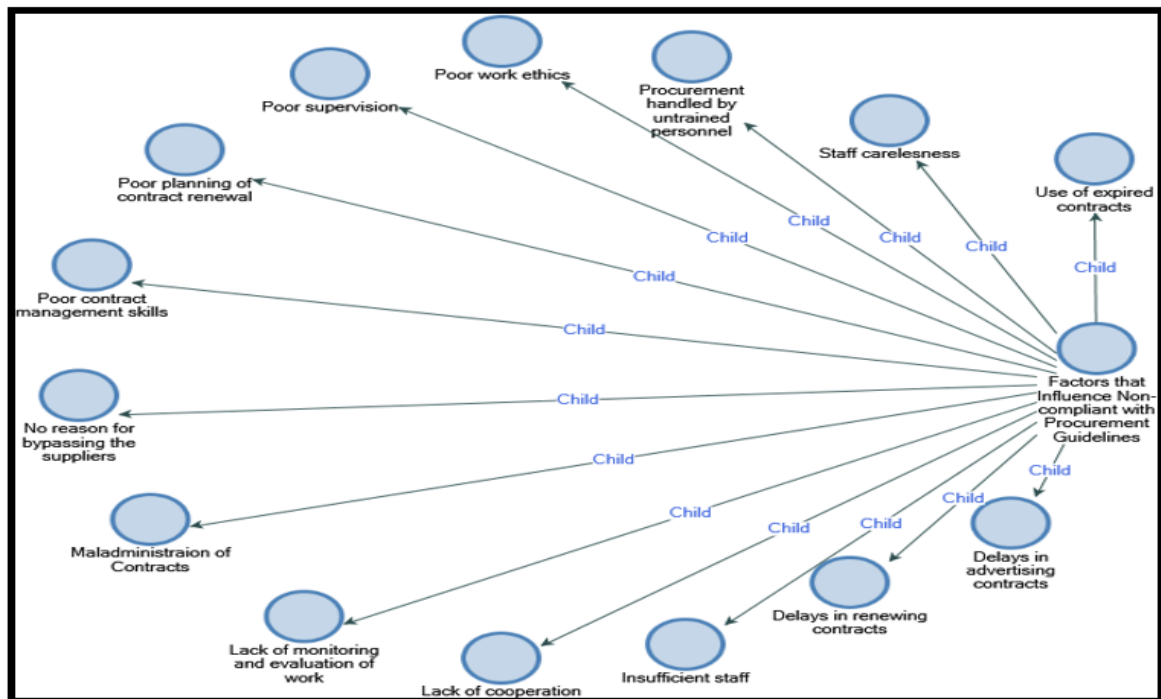 Poor work ethics
Procurement
handled by
untrained
personnel
Poor supervision
Staff carelesness
Poor planning of
contract renewal
Use of expired
contracts
Child
Child
Child
Child
Child
Child
Poor contract
management skills
Child
Child
Factors that
Influence Non-
compliant with
Procurement
Guidelines
No reason for
bypassing the
suppliers
Child
Child
Child
Child
Child
Child
Maladministraion of
Contracts
Delays in
advertising
contracts
Delays in renewing
contracts
Lack of monitoring
and evaluation of
work
Lack of cooperation
Insufficient staff